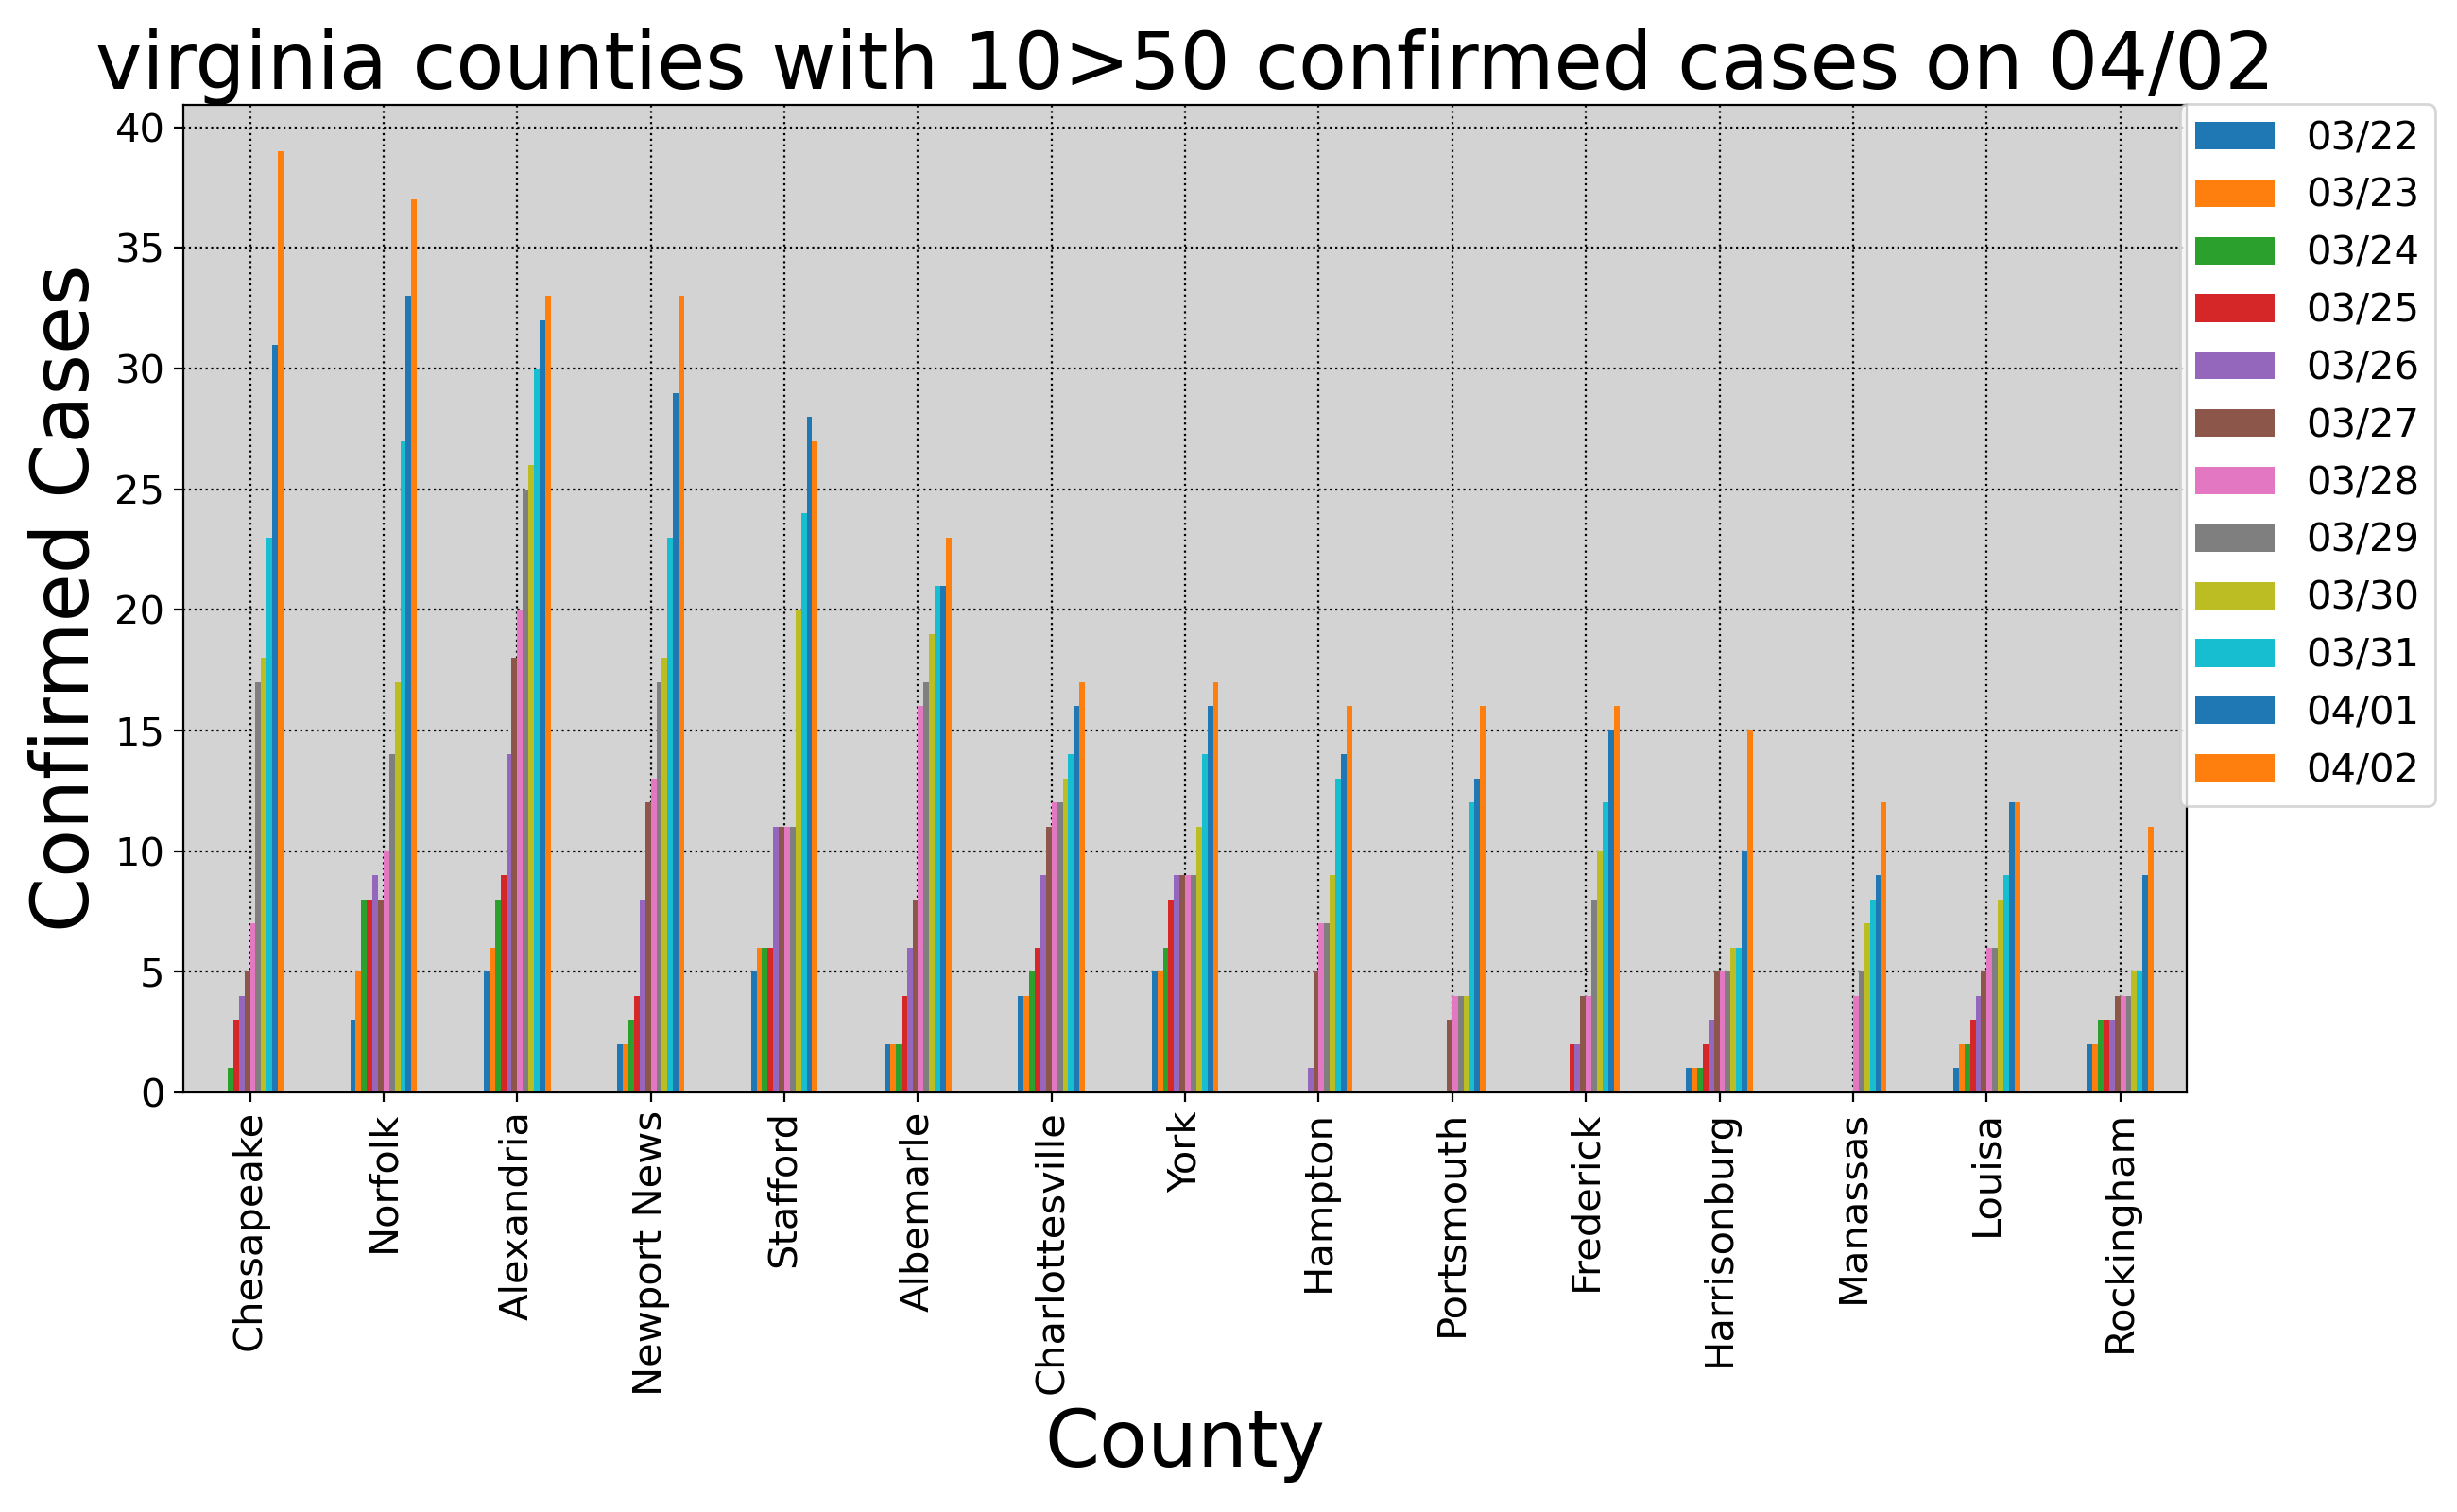 virginia counties with 10>50 confirmed cases on 04/02
Confirmed Cases
40
35
30
25
20
15
10
5
0
03/22
03/23
03/24
03/25
03/26
03/27
03/28
03/29
03/30
03/31
04/01
04/02
Chesapeake
Norfolk
Alexandria
Newport News
Stafford
Albemarle
Charlottesville
York
Hampton
Portsmouth
Frederick
Harrisonburg
Manassas
Louisa
Rockingham
County